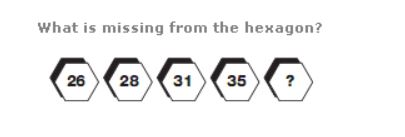 What is missing from the hexagon?
26 28 31 35 ?